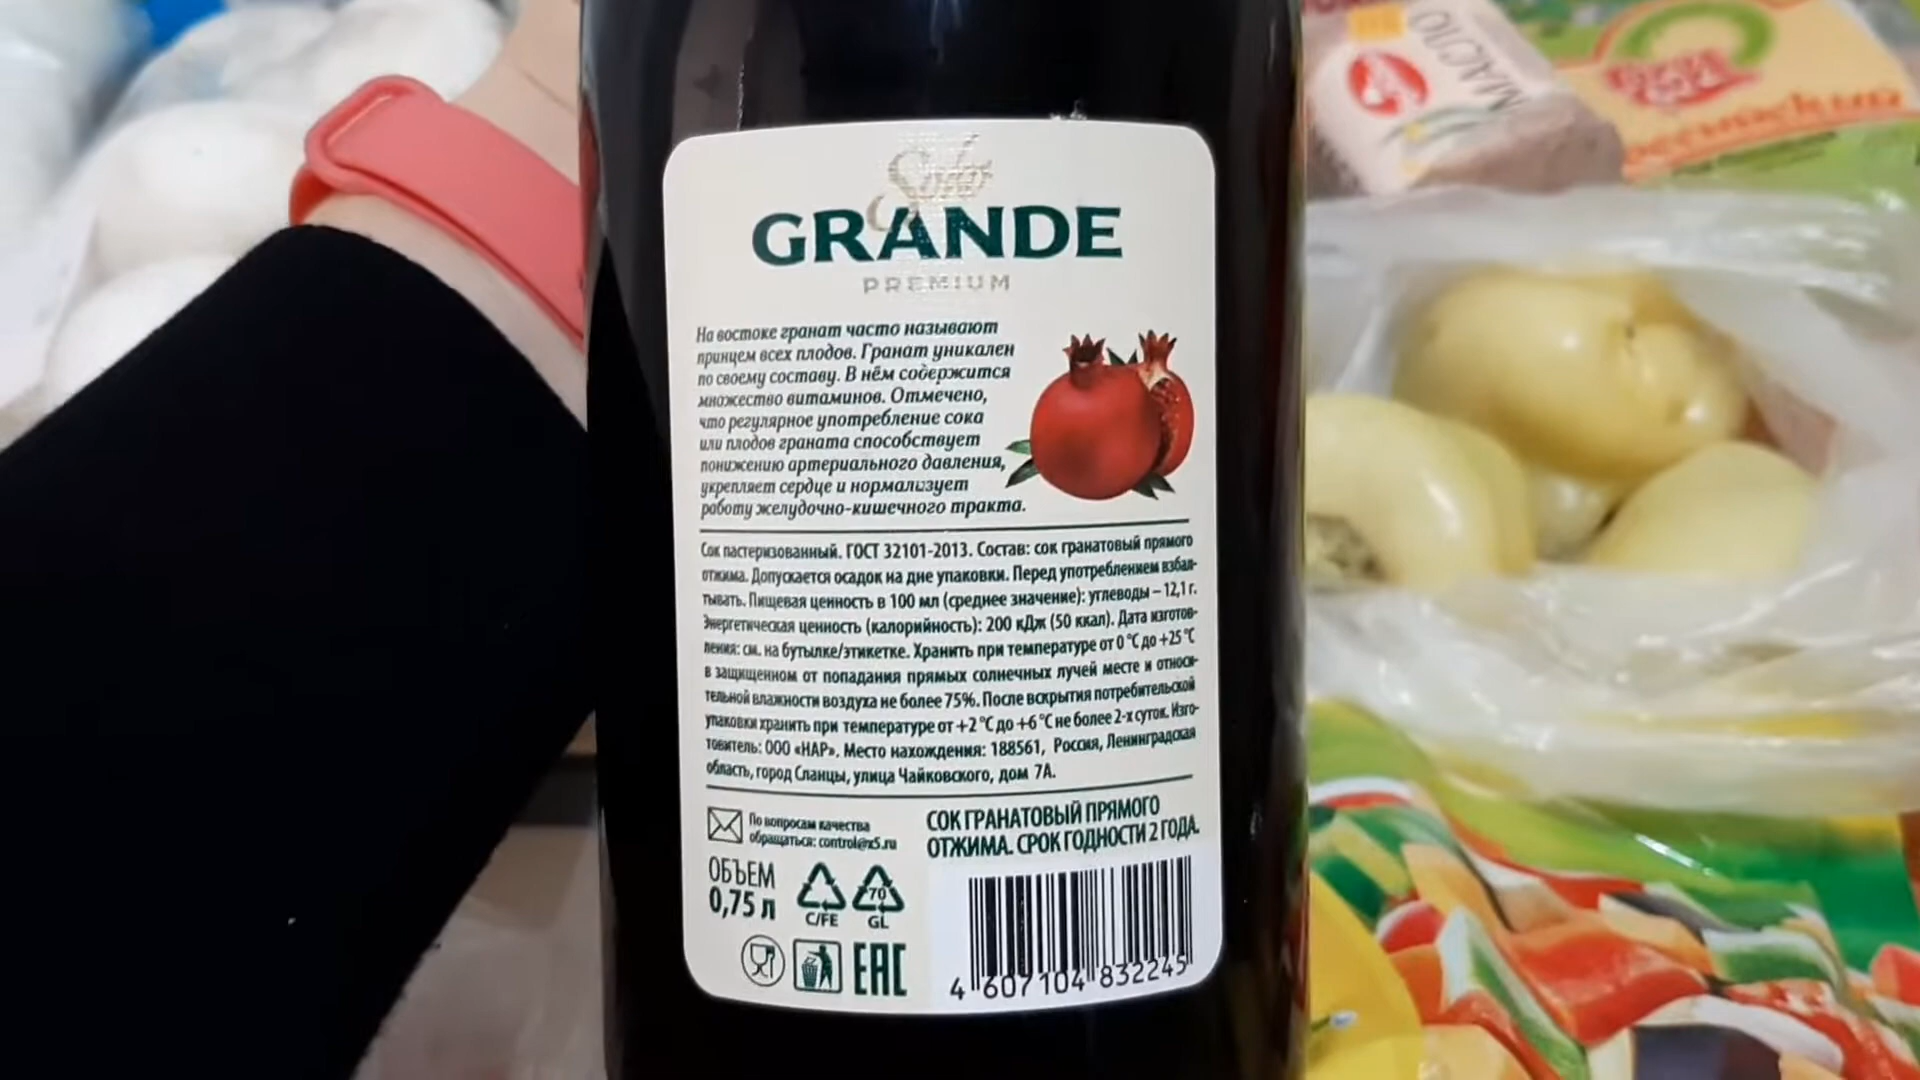 Solo
GRANDE
PREMIUM
На востоке гранат часто называют
принцем всех плодов. Гранат уникален
по своему составу. В нём содержится
множество витаминов. Отмечено,
что регулярное употребление сока
или плодов граната способствует
понижению артериального давления,
укрепляет сердце и нормализует
работу желудочно-кишечного тракта.
Сок пастеризованный. ГОСТ 32101-2013. Состав: сок гранатовый прямого
отжима. Допускается осадок на дне упаковки. Перед употреблением взбал-
тывать. Пищевая ценность в 100 мл (среднее значение): углеводы – 12,1 г.
Энергетическая ценность (калорийность): 200 кДж (50 ккал). Дата изготов-
ления: см. на бутылке/этикетке. Хранить при температуре от 0 °С до +25 °С
в защищенном от попадания прямых солнечных лучей месте и относи-
тельной влажности воздуха не более 75%. После вскрытия потребительской
упаковки хранить при температуре от +2 °С до +6 °С не более 2-х суток. Изго-
товитель: ООО «НАР». Место нахождения: 188561, Россия, Ленинградская
область, город Сланцы, улица Чайковского, дом 7А.
По вопросам качества
обращаться: control@x5.ru
СОК ГРАНАТОВЫЙ ПРЯМОГО
ОТЖИМА. СРОК ГОДНОСТИ 2 ГОДА.
ОБЪЕМ
0,75 л
C/FE
70
GL
EAC
4 607104 832245
МАСЛО